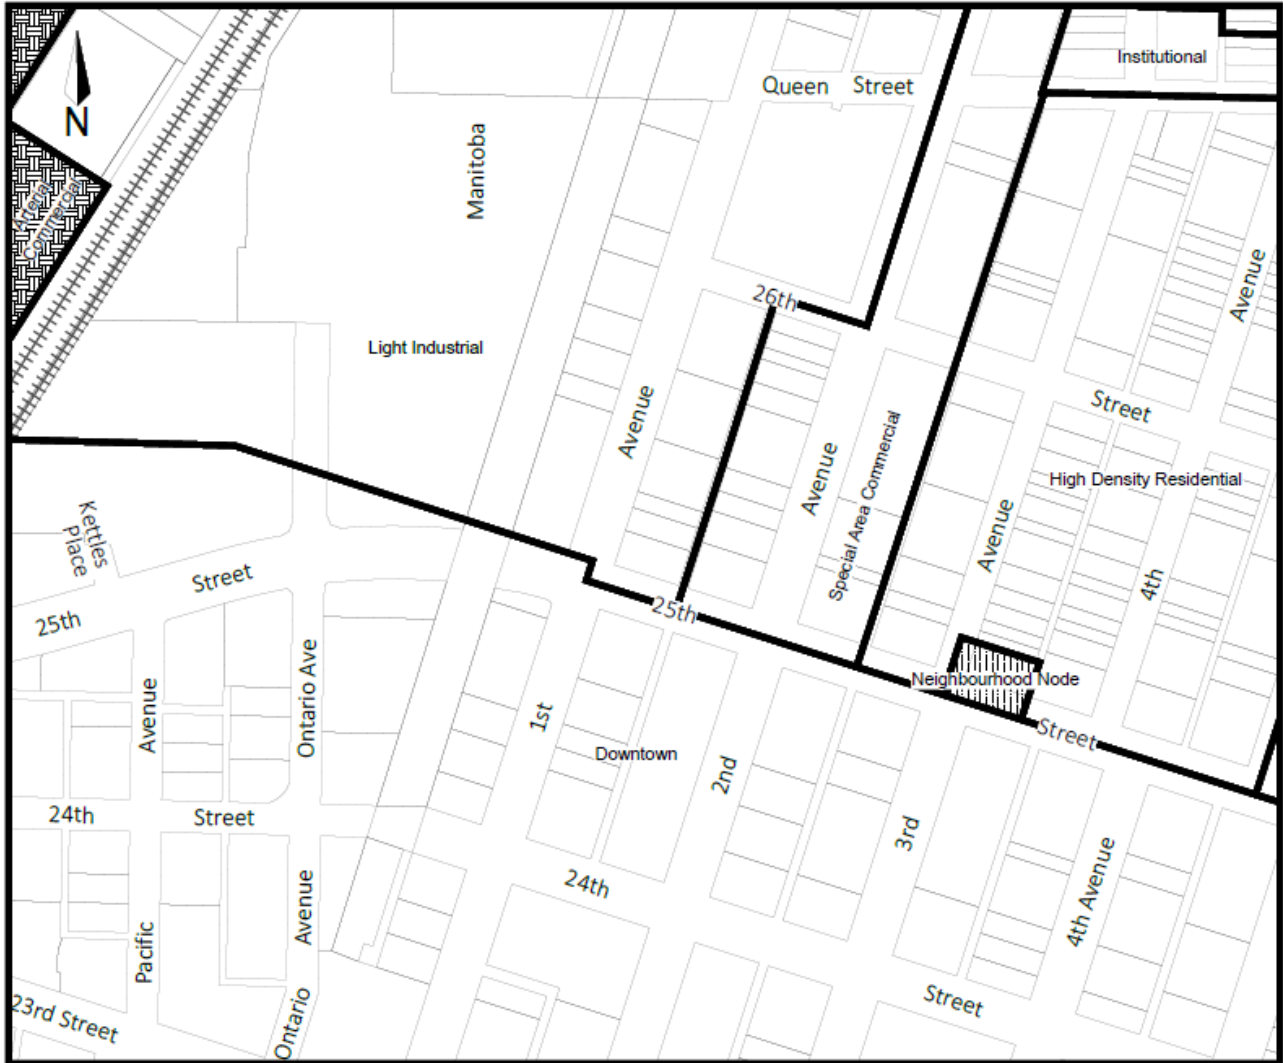 Institutional
Queen Street
N
Manitoba
Arterial
Commercial
Avenue
26th
Light Industrial
Avenue
Street
Avenue
Special Area Commercial
High Density Residential
Avenue
4th
Kettles
Place
Street
25th
25th
Neighbourhood Node
Street
Avenue
Ontario Ave
1st
Downtown
2nd
3rd
24th
Street
24th
4th Avenue
Avenue
Pacific
Street
23rd Street
Ontario